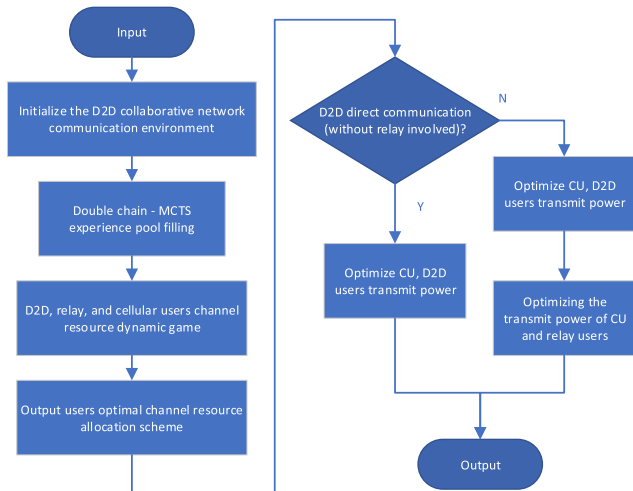 Input
Initialize the D2D collaborative network
communication environment
Double chain - MCTS
experience pool filling
D2D, relay, and cellular users channel
resource dynamic game
Output users optimal channel resource
allocation scheme
D2D direct communication
(without relay involved)?
N
Y
Optimize CU, D2D
users transmit power
Optimize CU, D2D
users transmit power
Optimizing the
transmit power of CU
and relay users
Output